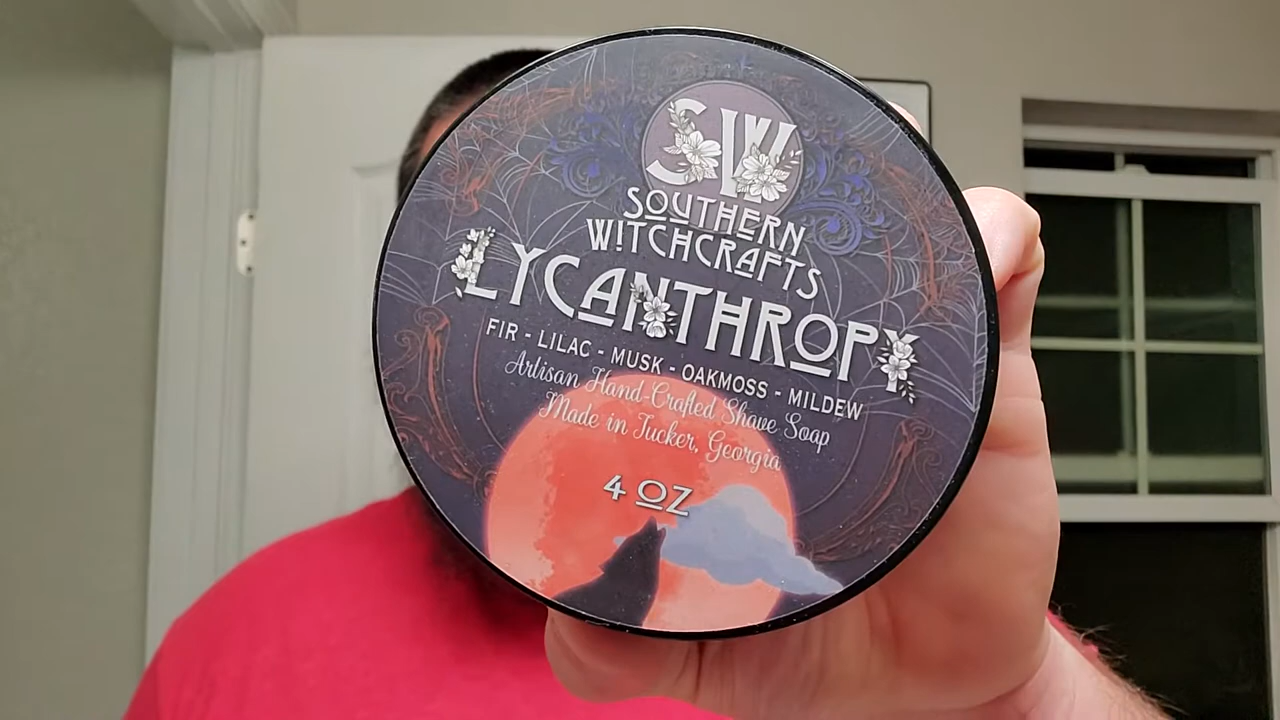 SW
SOUTHERN
WITCHCRAFTS
LYCANTHROPY
FIR - LILAC - MUSK - OAKMOSS - MILDEW
Artisan Hand-Crafted Shave Soap
Made in Tucker, Georgia
4 OZ